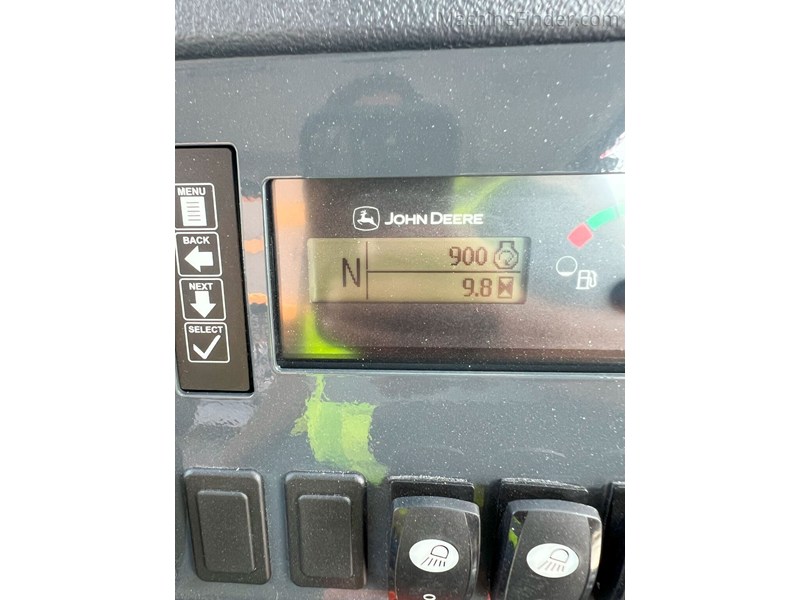 MachineFinder.com
MENU
BACK
NEXT
SELECT
JOHN DEERE
N
900
9.8